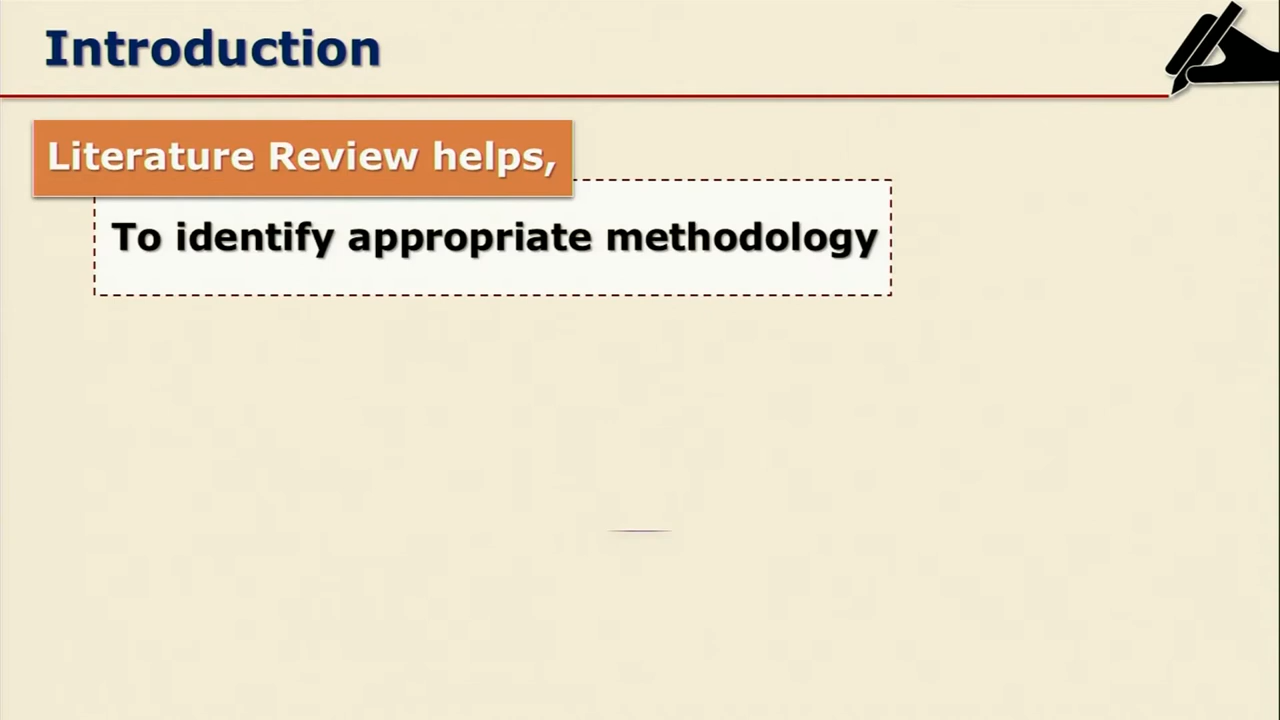 Introduction
Literature Review helps,
To identify appropriate methodology